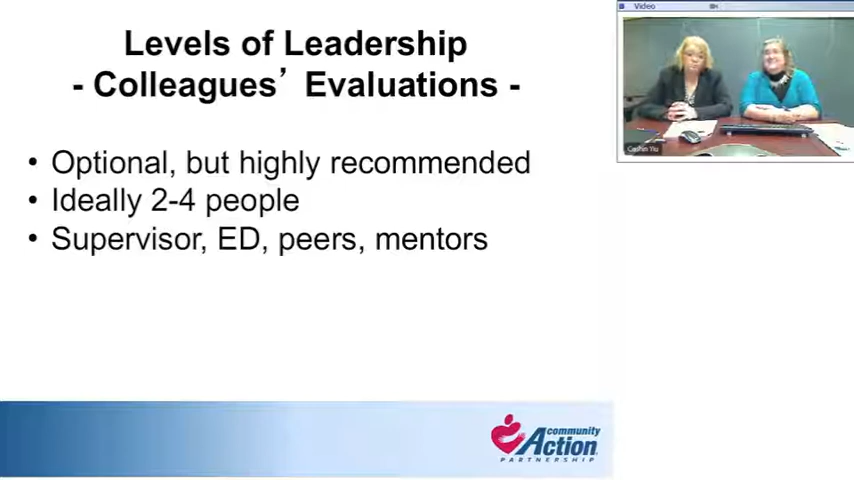 Levels of Leadership
- Colleagues’ Evaluations -
• Optional, but highly recommended
• Ideally 2-4 people
• Supervisor, ED, peers, mentors
community
Action
PARTNERSHIP
Video